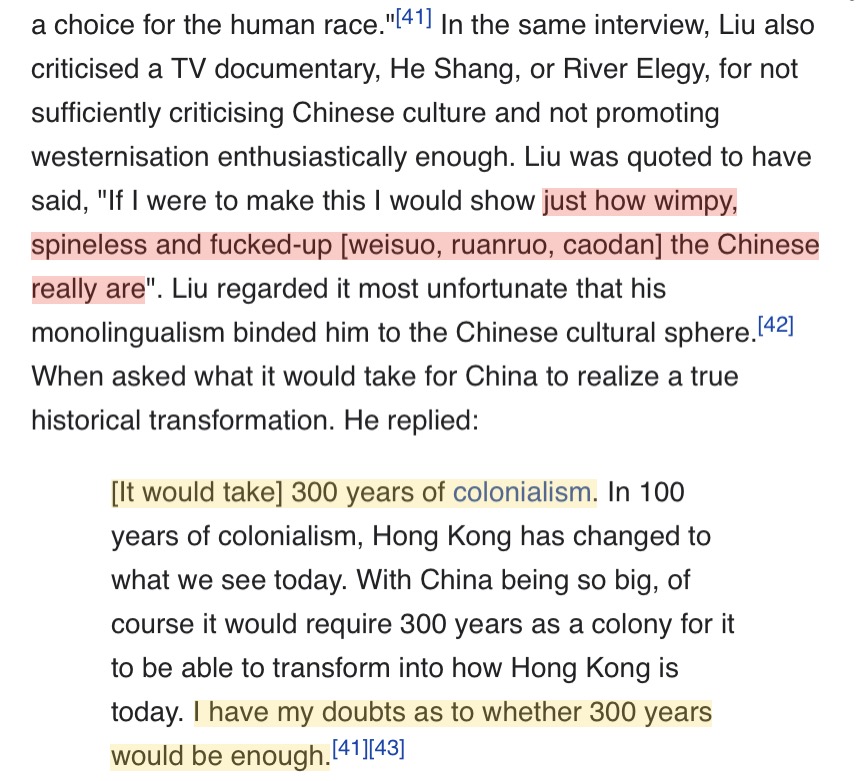 a choice for the human race."[41] In the same interview, Liu also
criticised a TV documentary, He Shang, or River Elegy, for not
sufficiently criticising Chinese culture and not promoting
westernisation enthusiastically enough. Liu was quoted to have
said, "If I were to make this I would show just how wimpy,
spineless and fucked-up [weisuo, ruanruo, caodan] the Chinese
really are". Liu regarded it most unfortunate that his
monolingualism binded him to the Chinese cultural sphere.[42]
When asked what it would take for China to realize a true
historical transformation. He replied:
[It would take] 300 years of colonialism. In 100
years of colonialism, Hong Kong has changed to
what we see today. With China being so big, of
course it would require 300 years as a colony for it
to be able to transform into how Hong Kong is
today. I have my doubts as to whether 300 years
would be enough.[41][43]